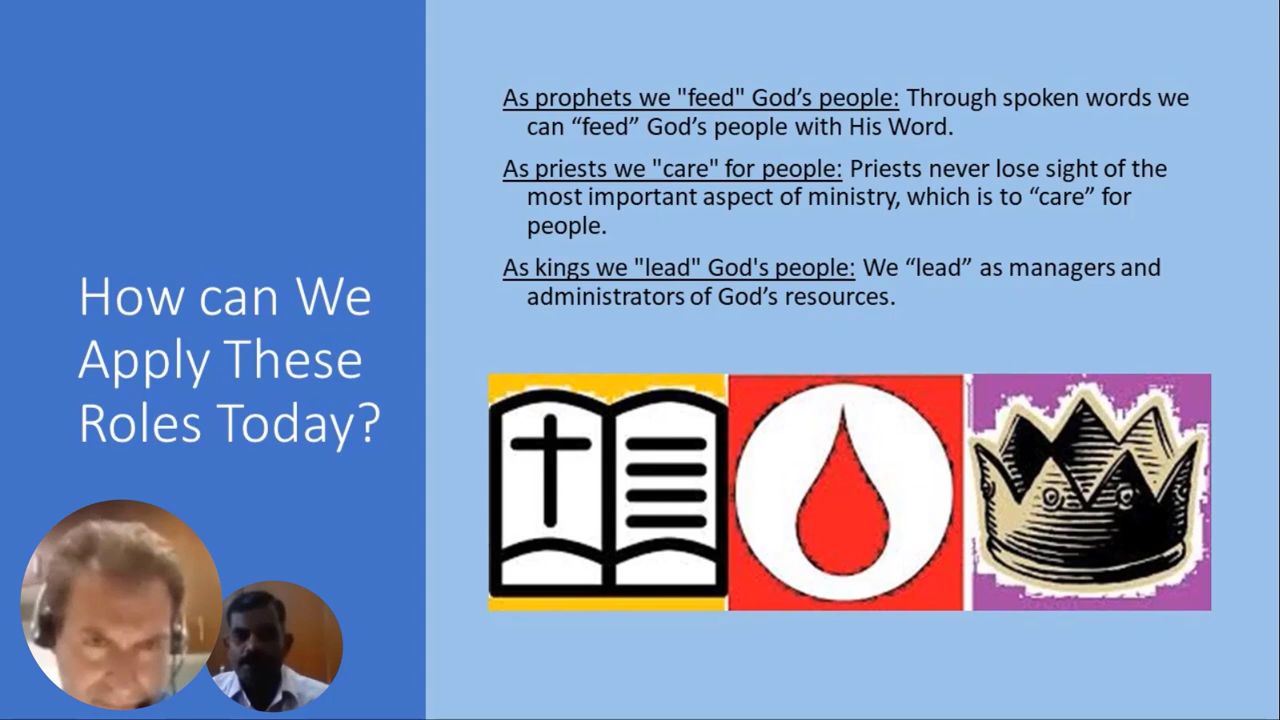 How can We
Apply These
Roles Today?
As prophets we "feed" God’s people: Through spoken words we
can “feed” God’s people with His Word.
As priests we "care" for people: Priests never lose sight of the
most important aspect of ministry, which is to “care” for
people.
As kings we "lead" God's people: We “lead” as managers and
administrators of God’s resources.